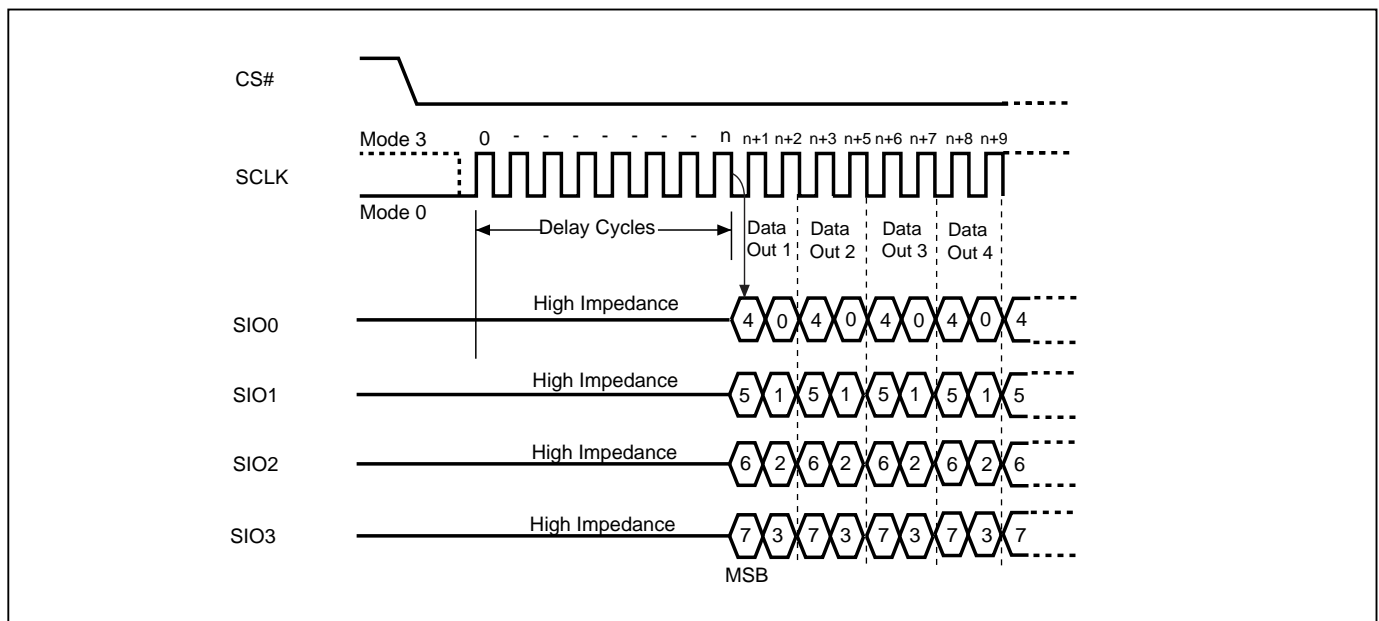 CS#
Mode 3
0 - - - - - - n n+1 n+2 n+3 n+5 n+6 n+7 n+8 n+9
SCLK
Mode 0
Delay Cycles
Data Out 1
Data Out 2
Data Out 3
Data Out 4
High Impedance
SIO0
4 0 4 0 4 0 4 0 4
High Impedance
SIO1
5 1 5 1 5 1 5 1 5
High Impedance
SIO2
6 2 6 2 6 2 6 2 6
High Impedance
SIO3
7 3 7 3 7 3 7 3 7
MSB